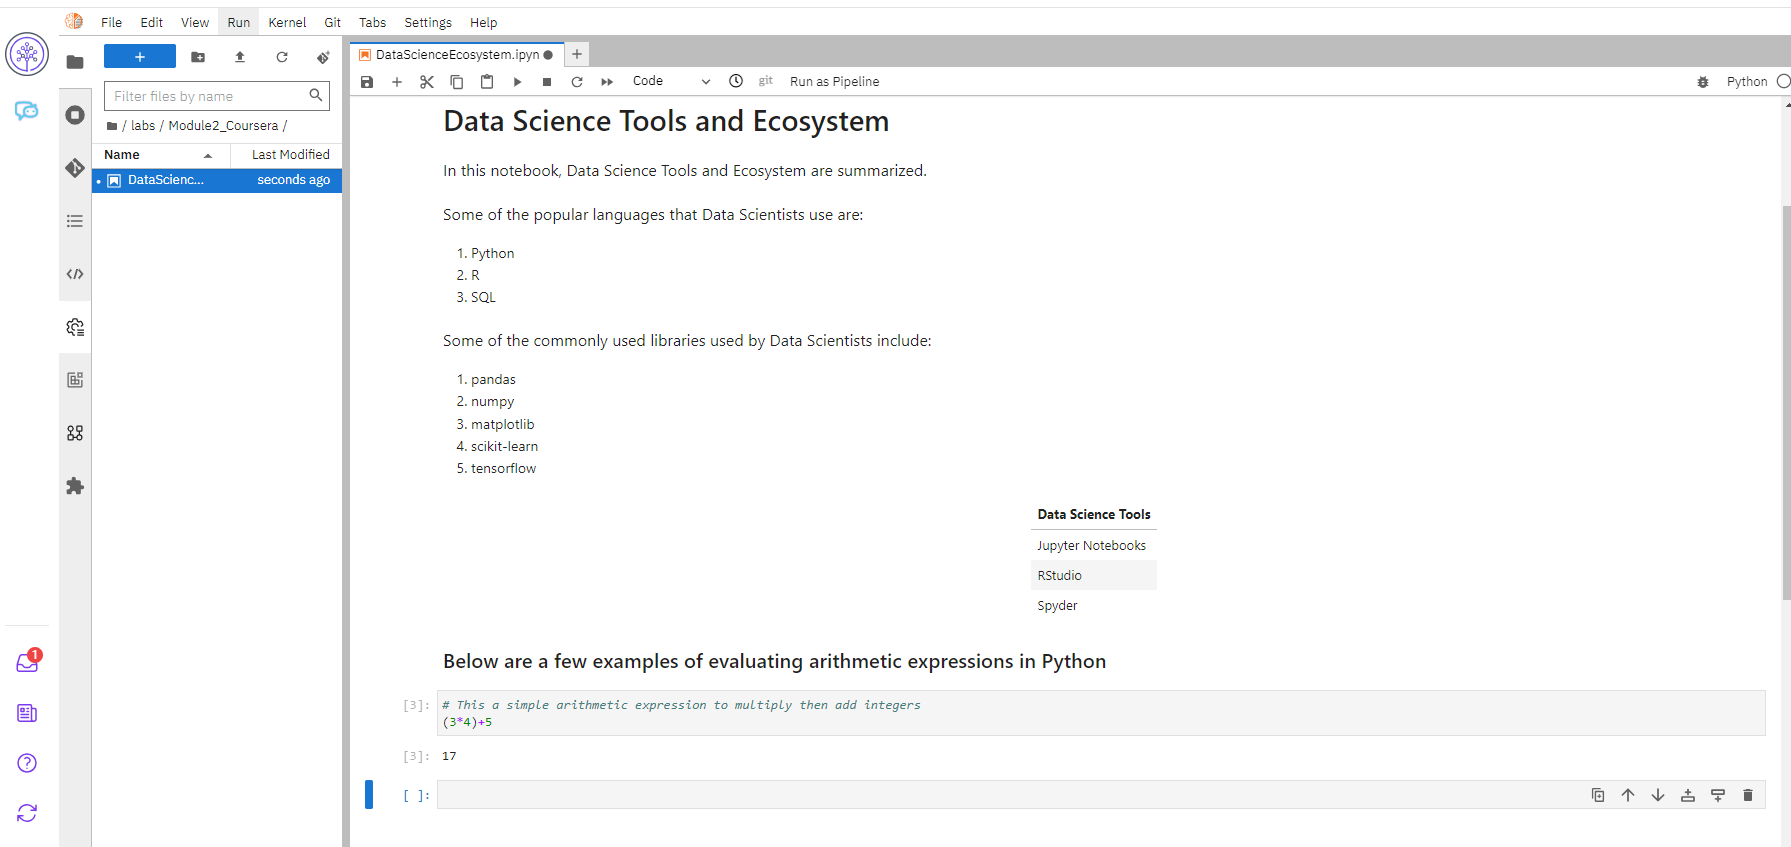 File Edit View Run Kernel Git Tabs Settings Help
+
Filter files by name
/ labs / Module2_Coursera /
Name Last Modified
DataScienc... seconds ago
1
DataScienceEcosystem.ipyn
+
Code git Run as Pipeline Python
Data Science Tools and Ecosystem
In this notebook, Data Science Tools and Ecosystem are summarized.
Some of the popular languages that Data Scientists use are:
1. Python
2. R
3. SQL
Some of the commonly used libraries used by Data Scientists include:
1. pandas
2. numpy
3. matplotlib
4. scikit-learn
5. tensorflow
Data Science Tools
Jupyter Notebooks
RStudio
Spyder
Below are a few examples of evaluating arithmetic expressions in Python
[3]: # This a simple arithmetic expression to multiply then add integers
(3*4)+5
[3]: 17
[ ]: